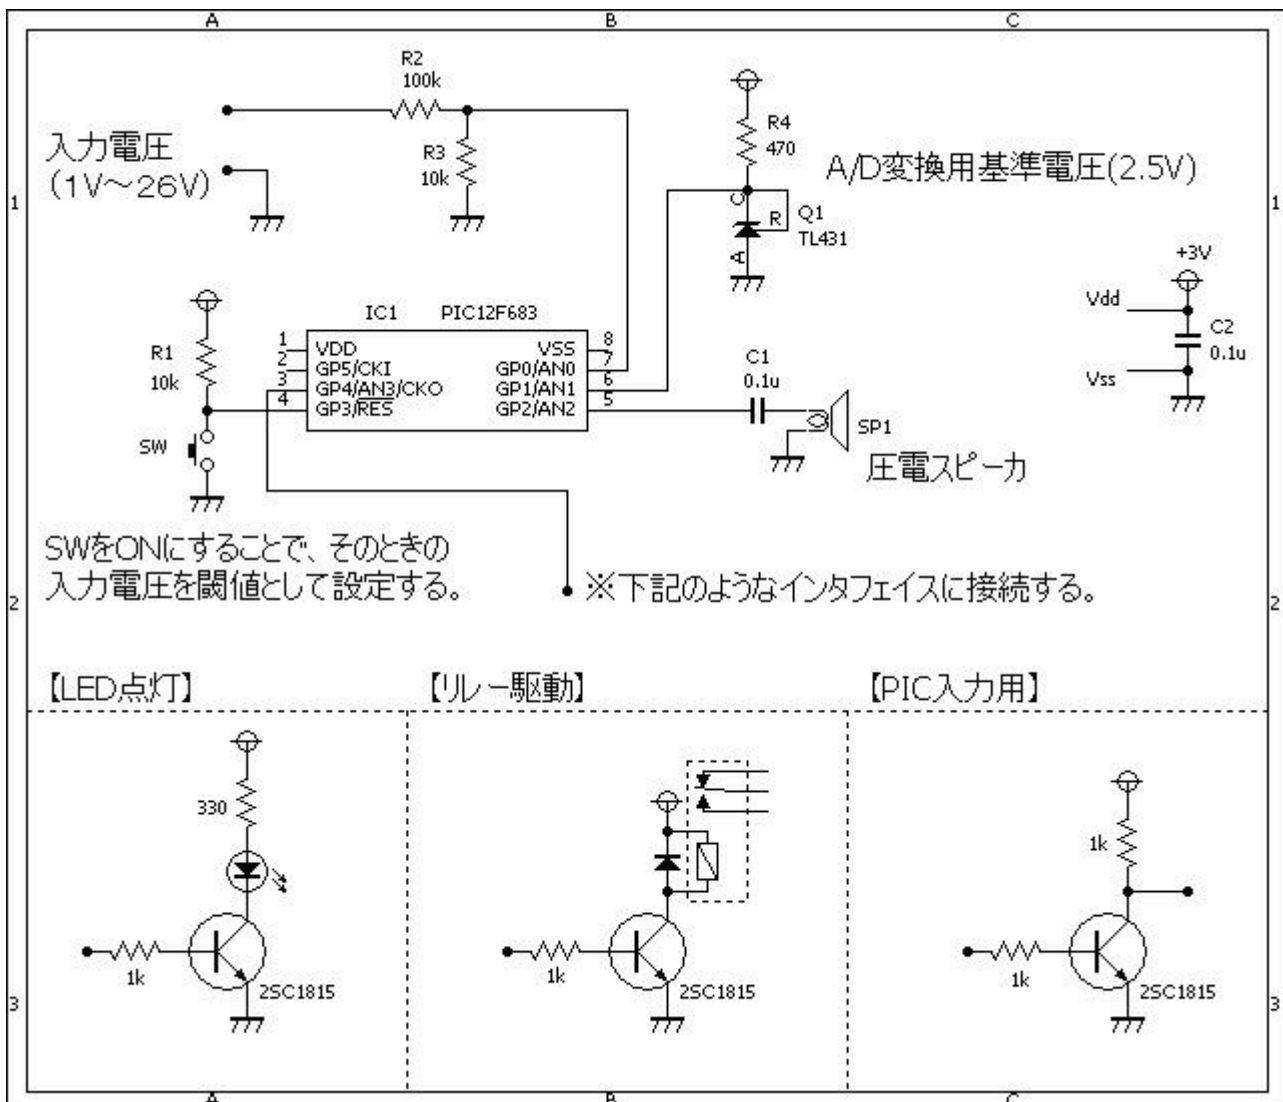 A B C
R2
100k
入力電圧
(1V～26V)
R3
10k
R4
470
A/D変換用基準電圧(2.5V)
1 1
C
R
A
Q1
TL431
+3V
Vdd
C2
0.1u
Vss
IC1 PIC12F683
R1
10k
1 VDD VSS 8
2 GP5/CKI GP0/AN0 7
3 GP4/AN3/CKO GP1/AN1 6
4 GP3/RES GP2/AN2 5
C1
0.1u
SW
SP1
圧電スピーカ
SWをONにすることで、そのときの
入力電圧を閾値として設定する。
※下記のようなインタフェイスに接続する。
2 2
【LED点灯】 【リレー駆動】 【PIC入力用】
330
1k
2SC1815
1k
2SC1815
1k
1k
2SC1815
3 3
A B C